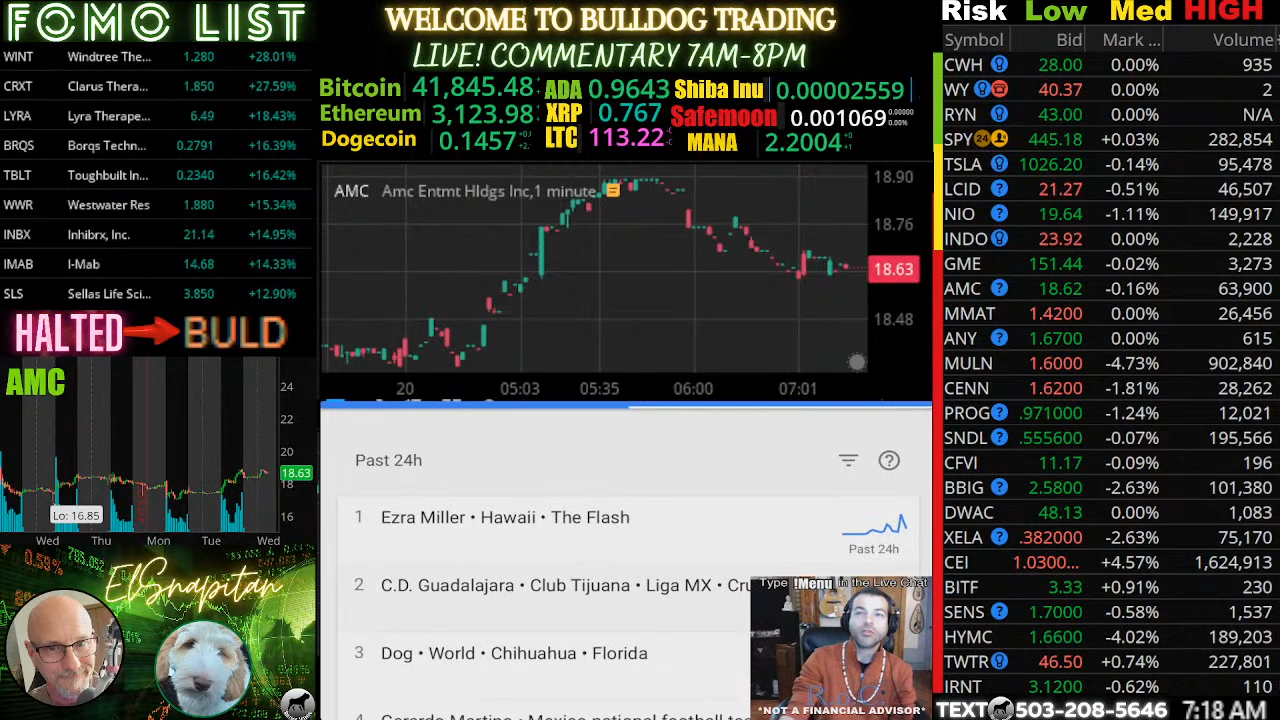 FOMO LIST
WINT Windtree The... 1.280 +28.01%
CRXT Clarus Thera... 1.850 +27.59%
LYRA Lyra Therape... 6.49 +18.43%
BRQS Borqs Techn... 0.2791 +16.39%
TBLT Toughbuilt In... 0.2340 +16.42%
WWR Westwater Res 1.880 +15.34%
INBX Inhibrx, Inc. 21.14 +14.95%
IMAB I-Mab 14.68 +14.33%
SLS Sellas Life Sci... 3.850 +12.90%
HALTED BULD
AMC
24
22
20
18.63
18
16
Lo: 16.85
Wed Thu Mon Tue Wed
ElSnapitan
WELCOME TO BULLDOG TRADING
LIVE! COMMENTARY 7AM-8PM
Bitcoin 41,845.48 ADA 0.9643 Shiba Inu 0.00002559
Ethereum 3,123.98 XRP 0.767 Safemoon 0.001069 0.00000 0.00%
Dogecoin 0.1457 LTC 113.22 MANA 2.2004
AMC Amc Entmt Hldgs Inc,1 minute
18.90
18.76
18.63
18.48
20 05:03 05:35 06:00 07:01
Past 24h
1 Ezra Miller • Hawaii • The Flash
Past 24h
2 C.D. Guadalajara • Club Tijuana • Liga MX •
3 Dog • World • Chihuahua • Florida
4 Gerardo Martino • Mexico national football
Type !Menu In the Live Chat
*NOT A FINANCIAL ADVISOR*
Risk Low Med HIGH
Symbol Bid Mark ... Volume
CWH 28.00 0.00% 935
WY 40.37 0.00% 2
RYN 43.00 0.00% N/A
SPY 24 445.18 +0.03% 282,854
TSLA 1026.20 -0.14% 95,478
LCID ? 21.27 -0.51% 46,507
NIO ? 19.64 -1.11% 149,917
INDO 23.92 0.00% 2,228
GME 151.44 -0.02% 3,273
AMC ? 18.62 -0.16% 63,900
MMAT 1.4200 0.00% 26,456
ANY ? 1.6700 0.00% 615
MULN 1.6000 -4.73% 902,840
CENN 1.6200 -1.81% 28,262
PROG ? .971000 -1.24% 12,021
SNDL ? .555600 -0.07% 195,566
CFVI 11.17 -0.09% 196
BBIG ? 2.5800 -2.63% 101,380
DWAC 48.13 0.00% 1,083
XELA ? .382000 -2.63% 75,170
CEI 1.0300... +4.57% 1,624,913
BITF 3.33 +0.91% 230
SENS ? 1.7000 -0.58% 1,537
HYMC 1.6600 -4.02% 189,203
TWTR 46.50 +0.74% 227,801
IRNT 3.1200 -0.62% 110
TEXT 503-208-5646 7:18 AM